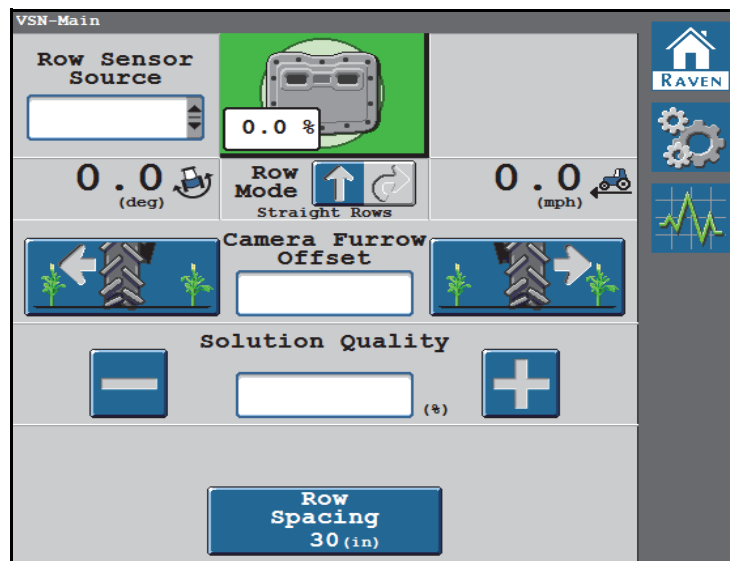 VSN-Main
Row Sensor
Source
0.0 %
RAVEN
0.0
(deg)
Row
Mode
Straight Rows
0.0
(mph)
Camera Furrow
Offset
Solution Quality
(%)
Row
Spacing
30 (in)